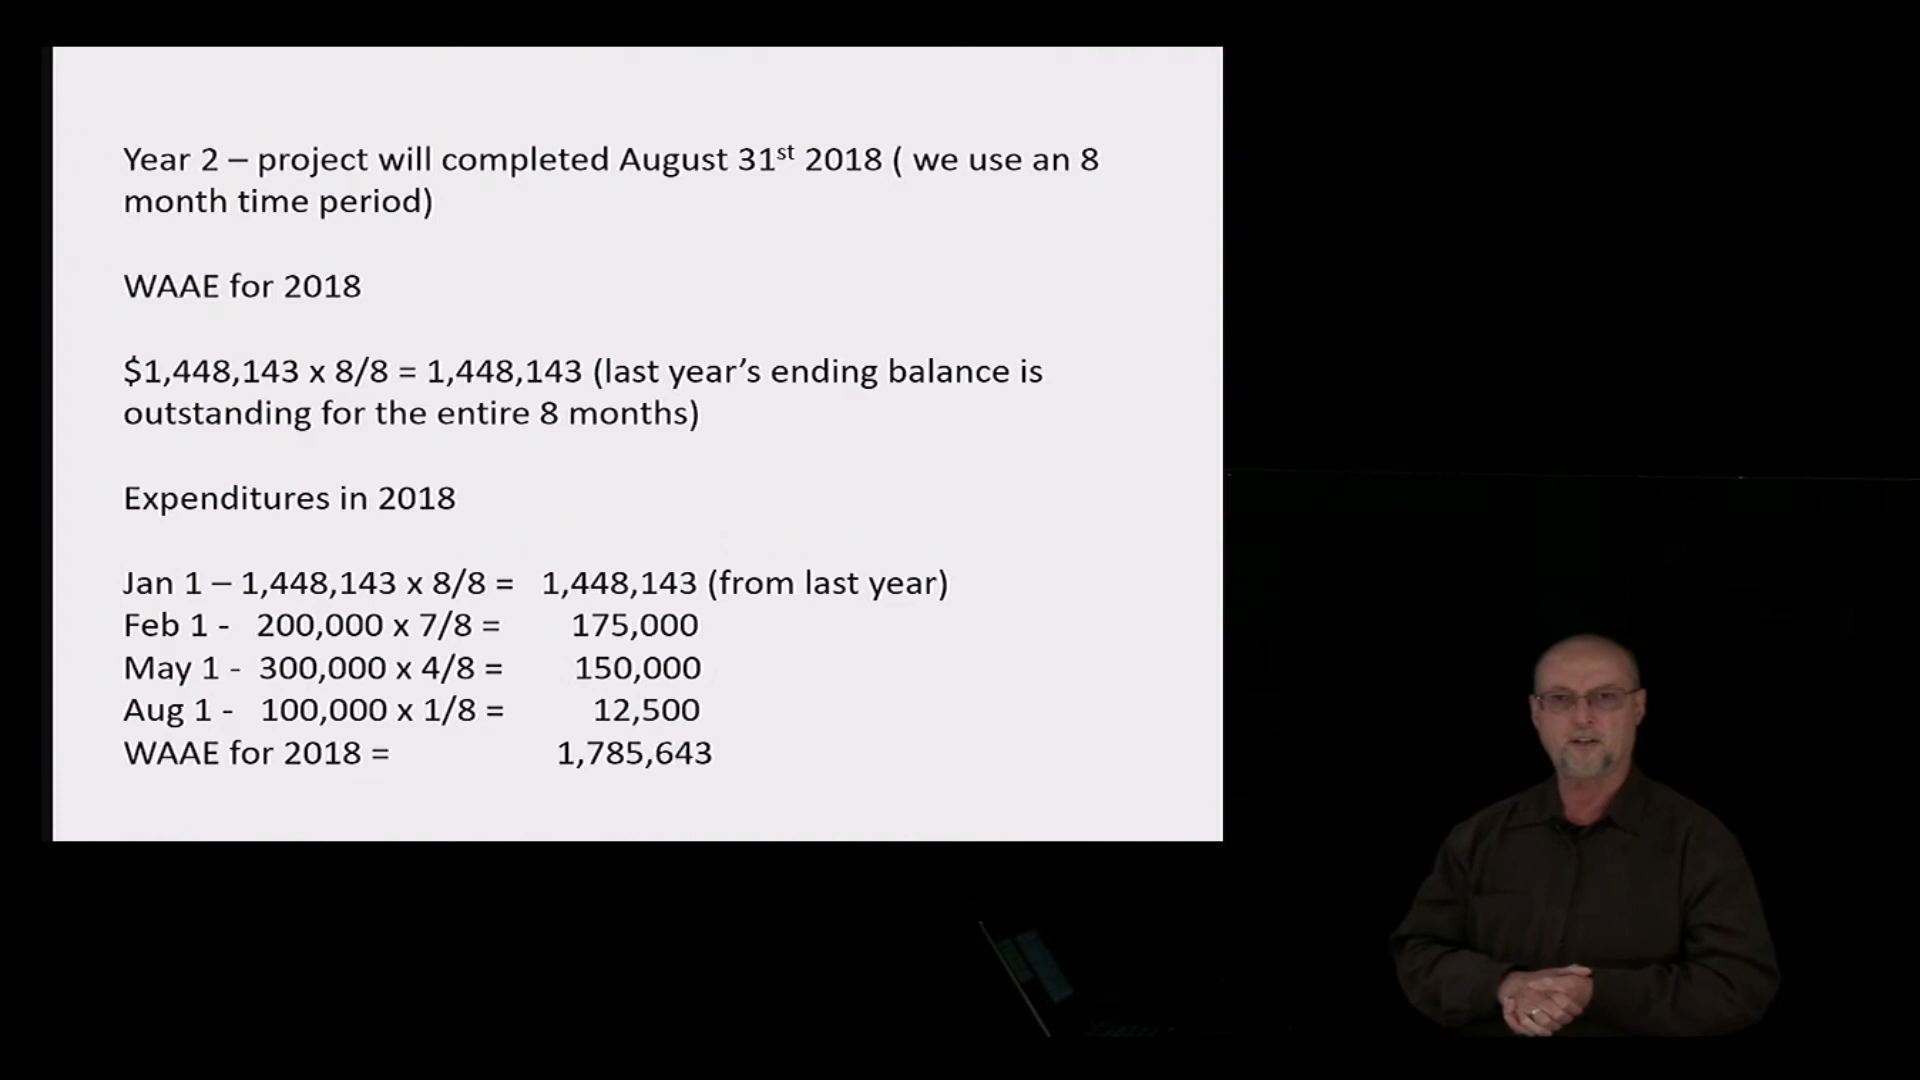 Year 2 – project will completed August 31st 2018 ( we use an 8
month time period)
WAAE for 2018
$1,448,143 x 8/8 = 1,448,143 (last year’s ending balance is
outstanding for the entire 8 months)
Expenditures in 2018
Jan 1 – 1,448,143 x 8/8 = 1,448,143 (from last year)
Feb 1 - 200,000 x 7/8 = 175,000
May 1 - 300,000 x 4/8 = 150,000
Aug 1 - 100,000 x 1/8 = 12,500
WAAE for 2018 = 1,785,643